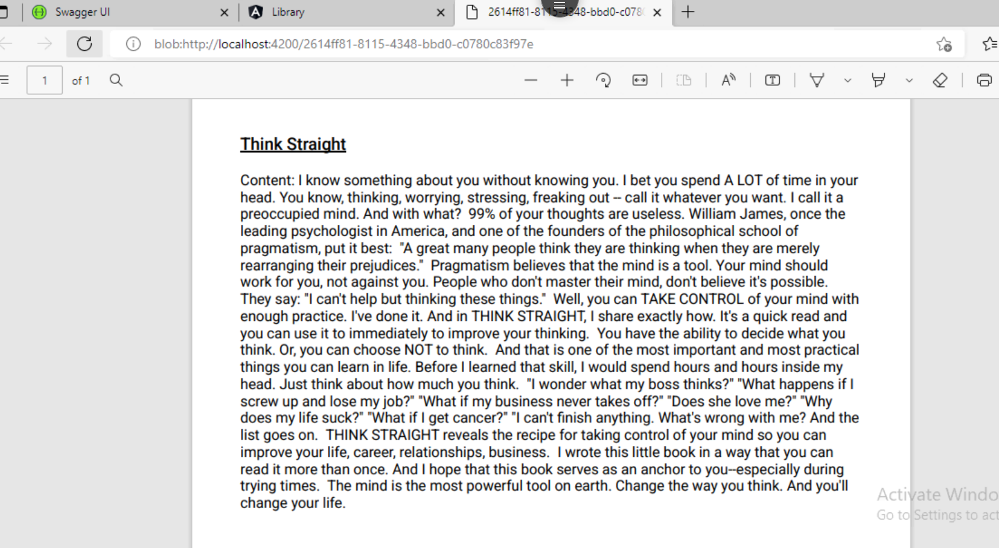 Swagger UI
Library
2614ff81-8115-4348-bbd0-c078
blob:http://localhost:4200/2614ff81-8115-4348-bbd0-c0780c83f97e
1 of 1
Think Straight
Content: I know something about you without knowing you. I bet you spend A LOT of time in your
head. You know, thinking, worrying, stressing, freaking out -- call it whatever you want. I call it a
preoccupied mind. And with what?  99% of your thoughts are useless. William James, once the
leading psychologist in America, and one of the founders of the philosophical school of
pragmatism, put it best:  "A great many people think they are thinking when they are merely
rearranging their prejudices."  Pragmatism believes that the mind is a tool. Your mind should
work for you, not against you. People who don't master their mind, don't believe it's possible.
They say: "I can't help but thinking these things."  Well, you can TAKE CONTROL of your mind with
enough practice. I've done it. And in THINK STRAIGHT, I share exactly how. It's a quick read and
you can use it to immediately to improve your thinking.  You have the ability to decide what you
think. Or, you can choose NOT to think.  And that is one of the most important and most practical
things you can learn in life. Before I learned that skill, I would spend hours and hours inside my
head. Just think about how much you think.  "I wonder what my boss thinks?" "What happens if I
screw up and lose my job?" "What if my business never takes off?" "Does she love me?" "Why
does my life suck?" "What if I get cancer?" "I can't finish anything. What's wrong with me? And the
list goes on.  THINK STRAIGHT reveals the recipe for taking control of your mind so you can
improve your life, career, relationships, business.  I wrote this little book in a way that you can
read it more than once. And I hope that this book serves as an anchor to you--especially during
trying times.  The mind is the most powerful tool on earth. Change the way you think. And you'll
change your life.
Activate Windo
Go to Settings to act